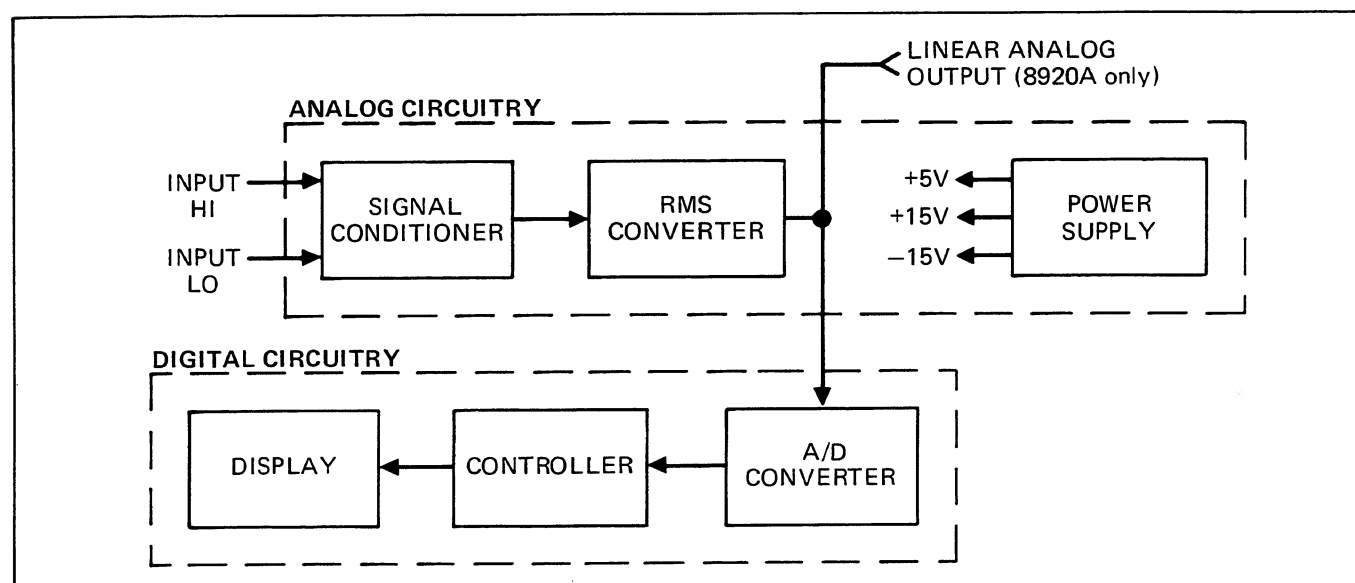 LINEAR ANALOG
OUTPUT (8920A only)
ANALOG CIRCUITRY
INPUT
HI
INPUT
LO
SIGNAL
CONDITIONER
RMS
CONVERTER
+5V
+15V
−15V
POWER
SUPPLY
DIGITAL CIRCUITRY
DISPLAY
CONTROLLER
A/D
CONVERTER